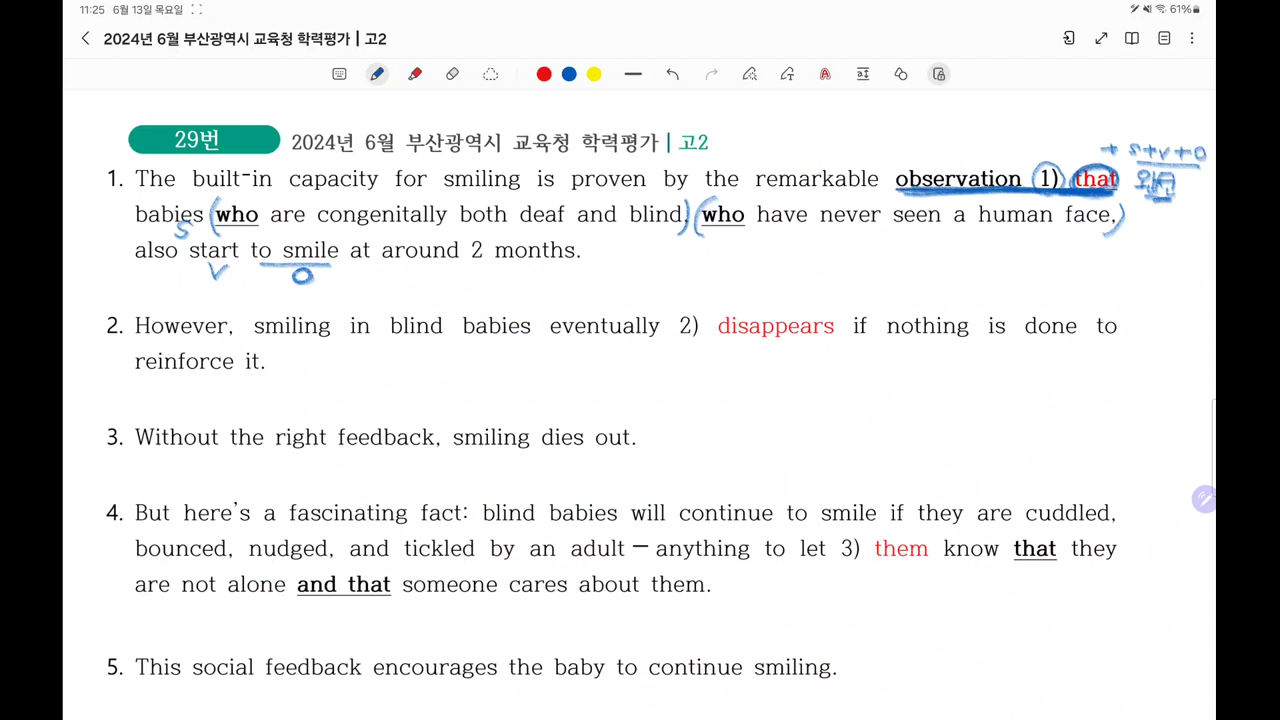 11:25 6월 13일 목요일
61%
2024년 6월 부산광역시 교육청 학력평가 | 고2
29번 2024년 6월 부산광역시 교육청 학력평가 | 고2
+ S+V+O
1. The built-in capacity for smiling is proven by the remarkable observation 1) that
완전
babies (who are congenitally both deaf and blind,) (who have never seen a human face,)
S
also start to smile at around 2 months.
V O
2. However, smiling in blind babies eventually 2) disappears if nothing is done to
reinforce it.
3. Without the right feedback, smiling dies out.
4. But here's a fascinating fact: blind babies will continue to smile if they are cuddled,
bounced, nudged, and tickled by an adult — anything to let 3) them know that they
are not alone and that someone cares about them.
5. This social feedback encourages the baby to continue smiling.